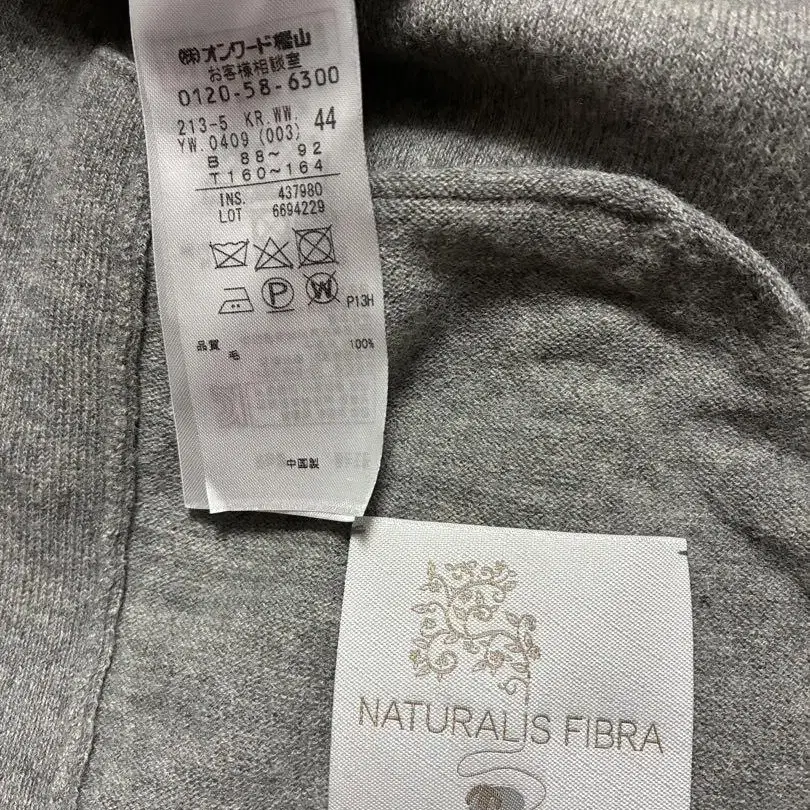 ㈱オンワード樫山
お客様相談室
0120-58-6300
213-5 KR.WW. 44
YW.0409 (003)
B 88～ 92
T 160～164
INS. 437980
LOT 6694229
P P13H
W
品質 毛 100%
中国製
NATURALIS FIBRA